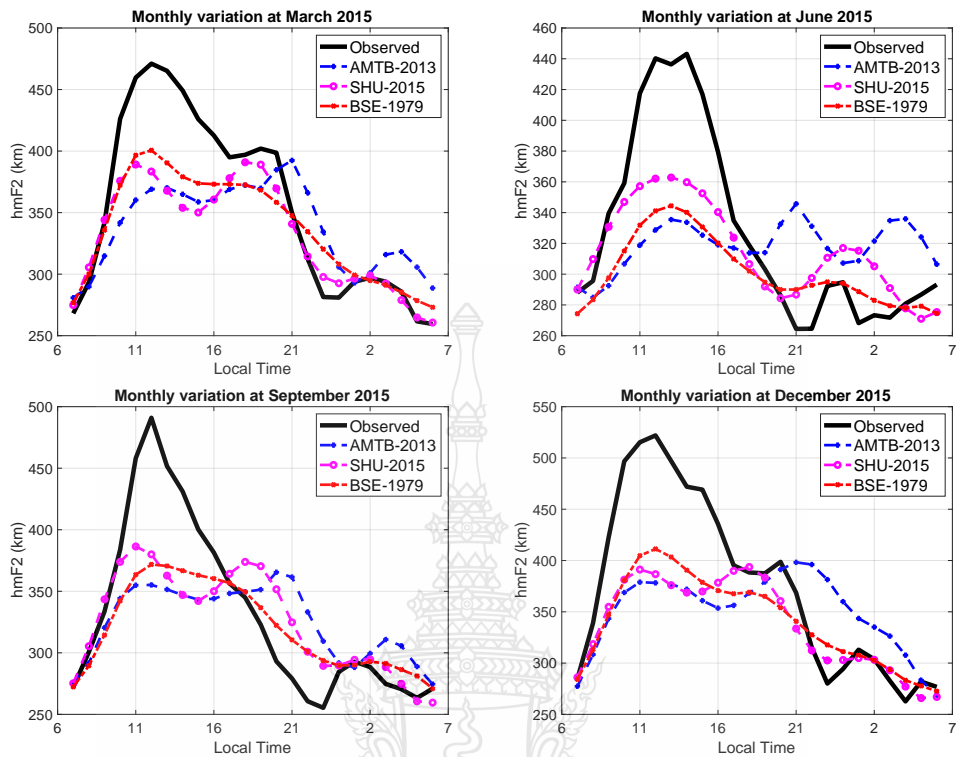 Monthly variation at March 2015
hmF2 (km)
500
450
400
350
300
250
6 11 16 21 2 7
Local Time
Observed
AMTB-2013
SHU-2015
BSE-1979
Monthly variation at June 2015
hmF2 (km)
460
440
420
400
380
360
340
320
300
280
260
6 11 16 21 2 7
Local Time
Observed
AMTB-2013
SHU-2015
BSE-1979
Monthly variation at September 2015
hmF2 (km)
500
450
400
350
300
250
6 11 16 21 2 7
Local Time
Observed
AMTB-2013
SHU-2015
BSE-1979
Monthly variation at December 2015
hmF2 (km)
550
500
450
400
350
300
250
6 11 16 21 2 7
Local Time
Observed
AMTB-2013
SHU-2015
BSE-1979